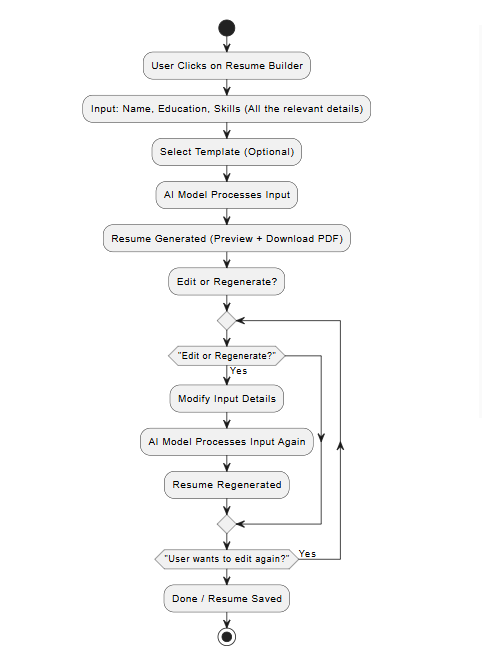 User Clicks on Resume Builder
Input: Name, Education, Skills (All the relevant details)
Select Template (Optional)
AI Model Processes Input
Resume Generated (Preview + Download PDF)
Edit or Regenerate?
"Edit or Regenerate?"
Yes
Modify Input Details
AI Model Processes Input Again
Resume Regenerated
"User wants to edit again?"
Yes
Done / Resume Saved